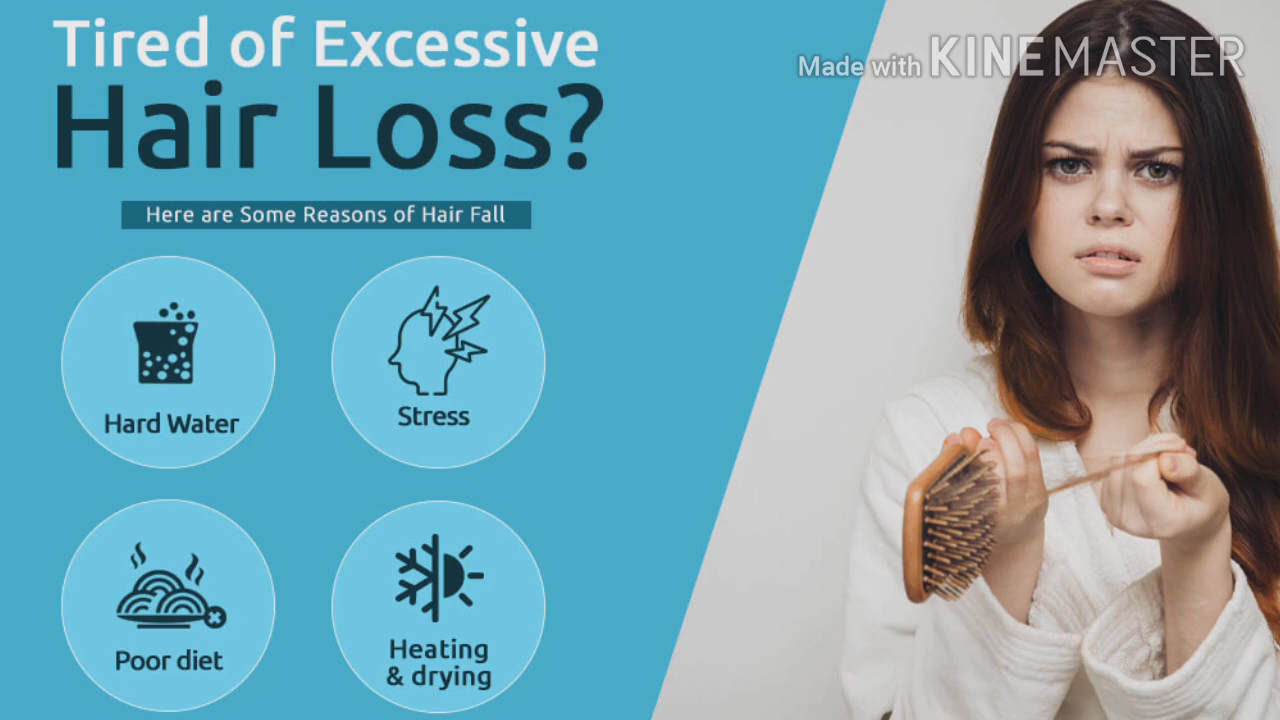 Tired of Excessive
Hair Loss?
Made with KINEMASTER
Here are Some Reasons of Hair Fall
Hard Water
Stress
Poor diet
Heating
& drying